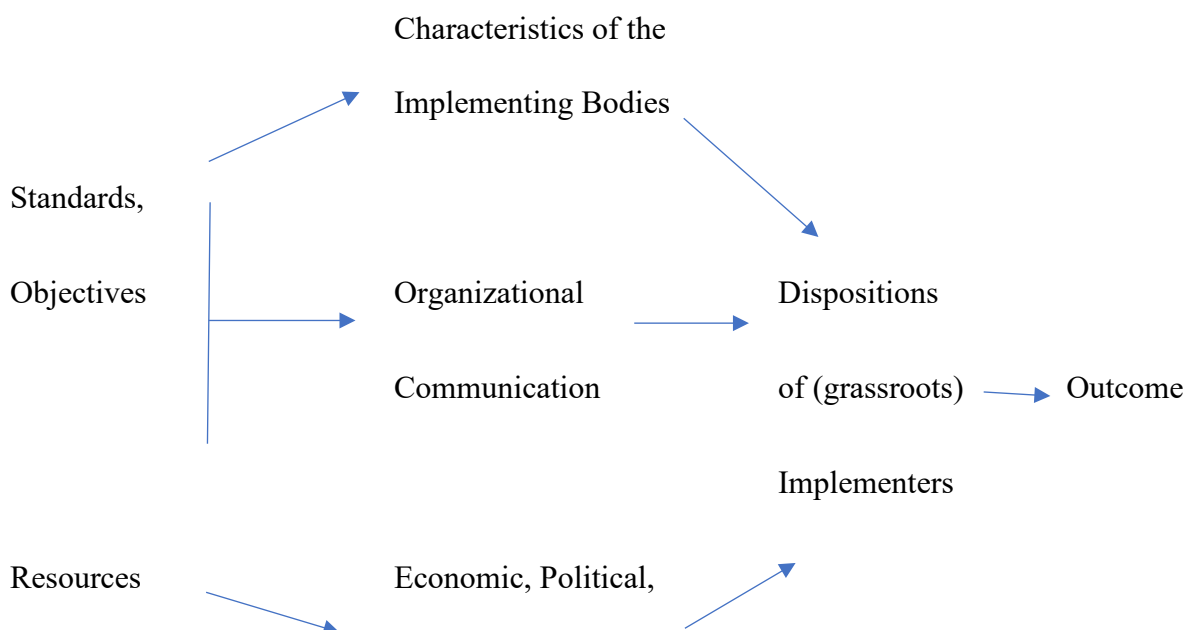 Characteristics of the
Implementing Bodies
Standards,
Objectives
Organizational
Dispositions
Communication
of (grassroots)
Outcome
Implementers
Resources
Economic, Political,